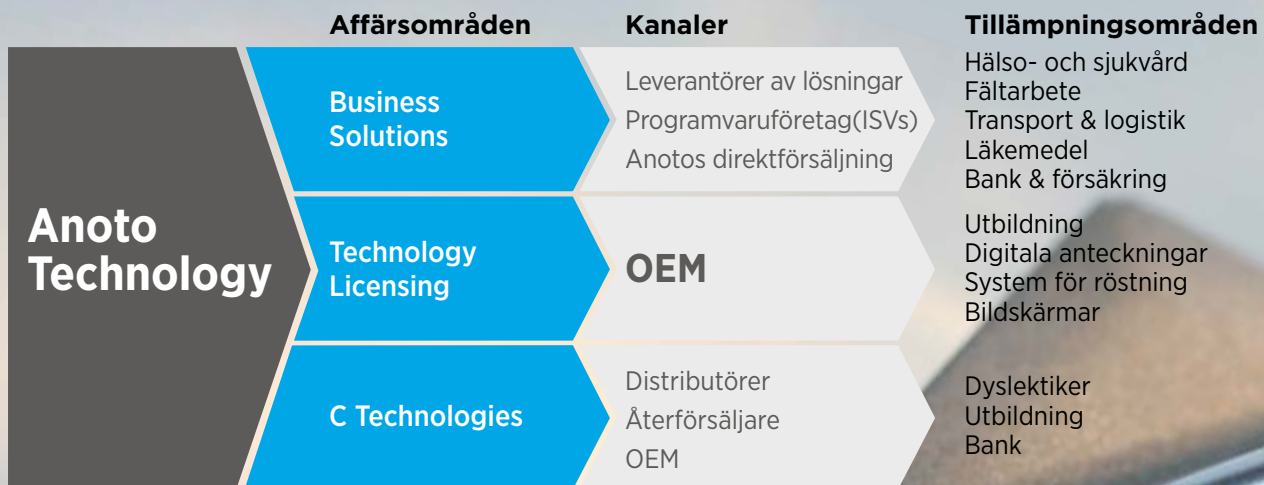 Affärsområden
Kanaler
Tillämpningsområden
Anoto
Technology
Business
Solutions
Leverantörer av lösningar
Programvaruföretag(ISVs)
Anotos direktförsäljning
Hälso- och sjukvård
Fältarbete
Transport & logistik
Läkemedel
Bank & försäkring
Technology
Licensing
OEM
Utbildning
Digitala anteckningar
System för röstning
Bildskärmar
C Technologies
Distributörer
Återförsäljare
OEM
Dyslektiker
Utbildning
Bank